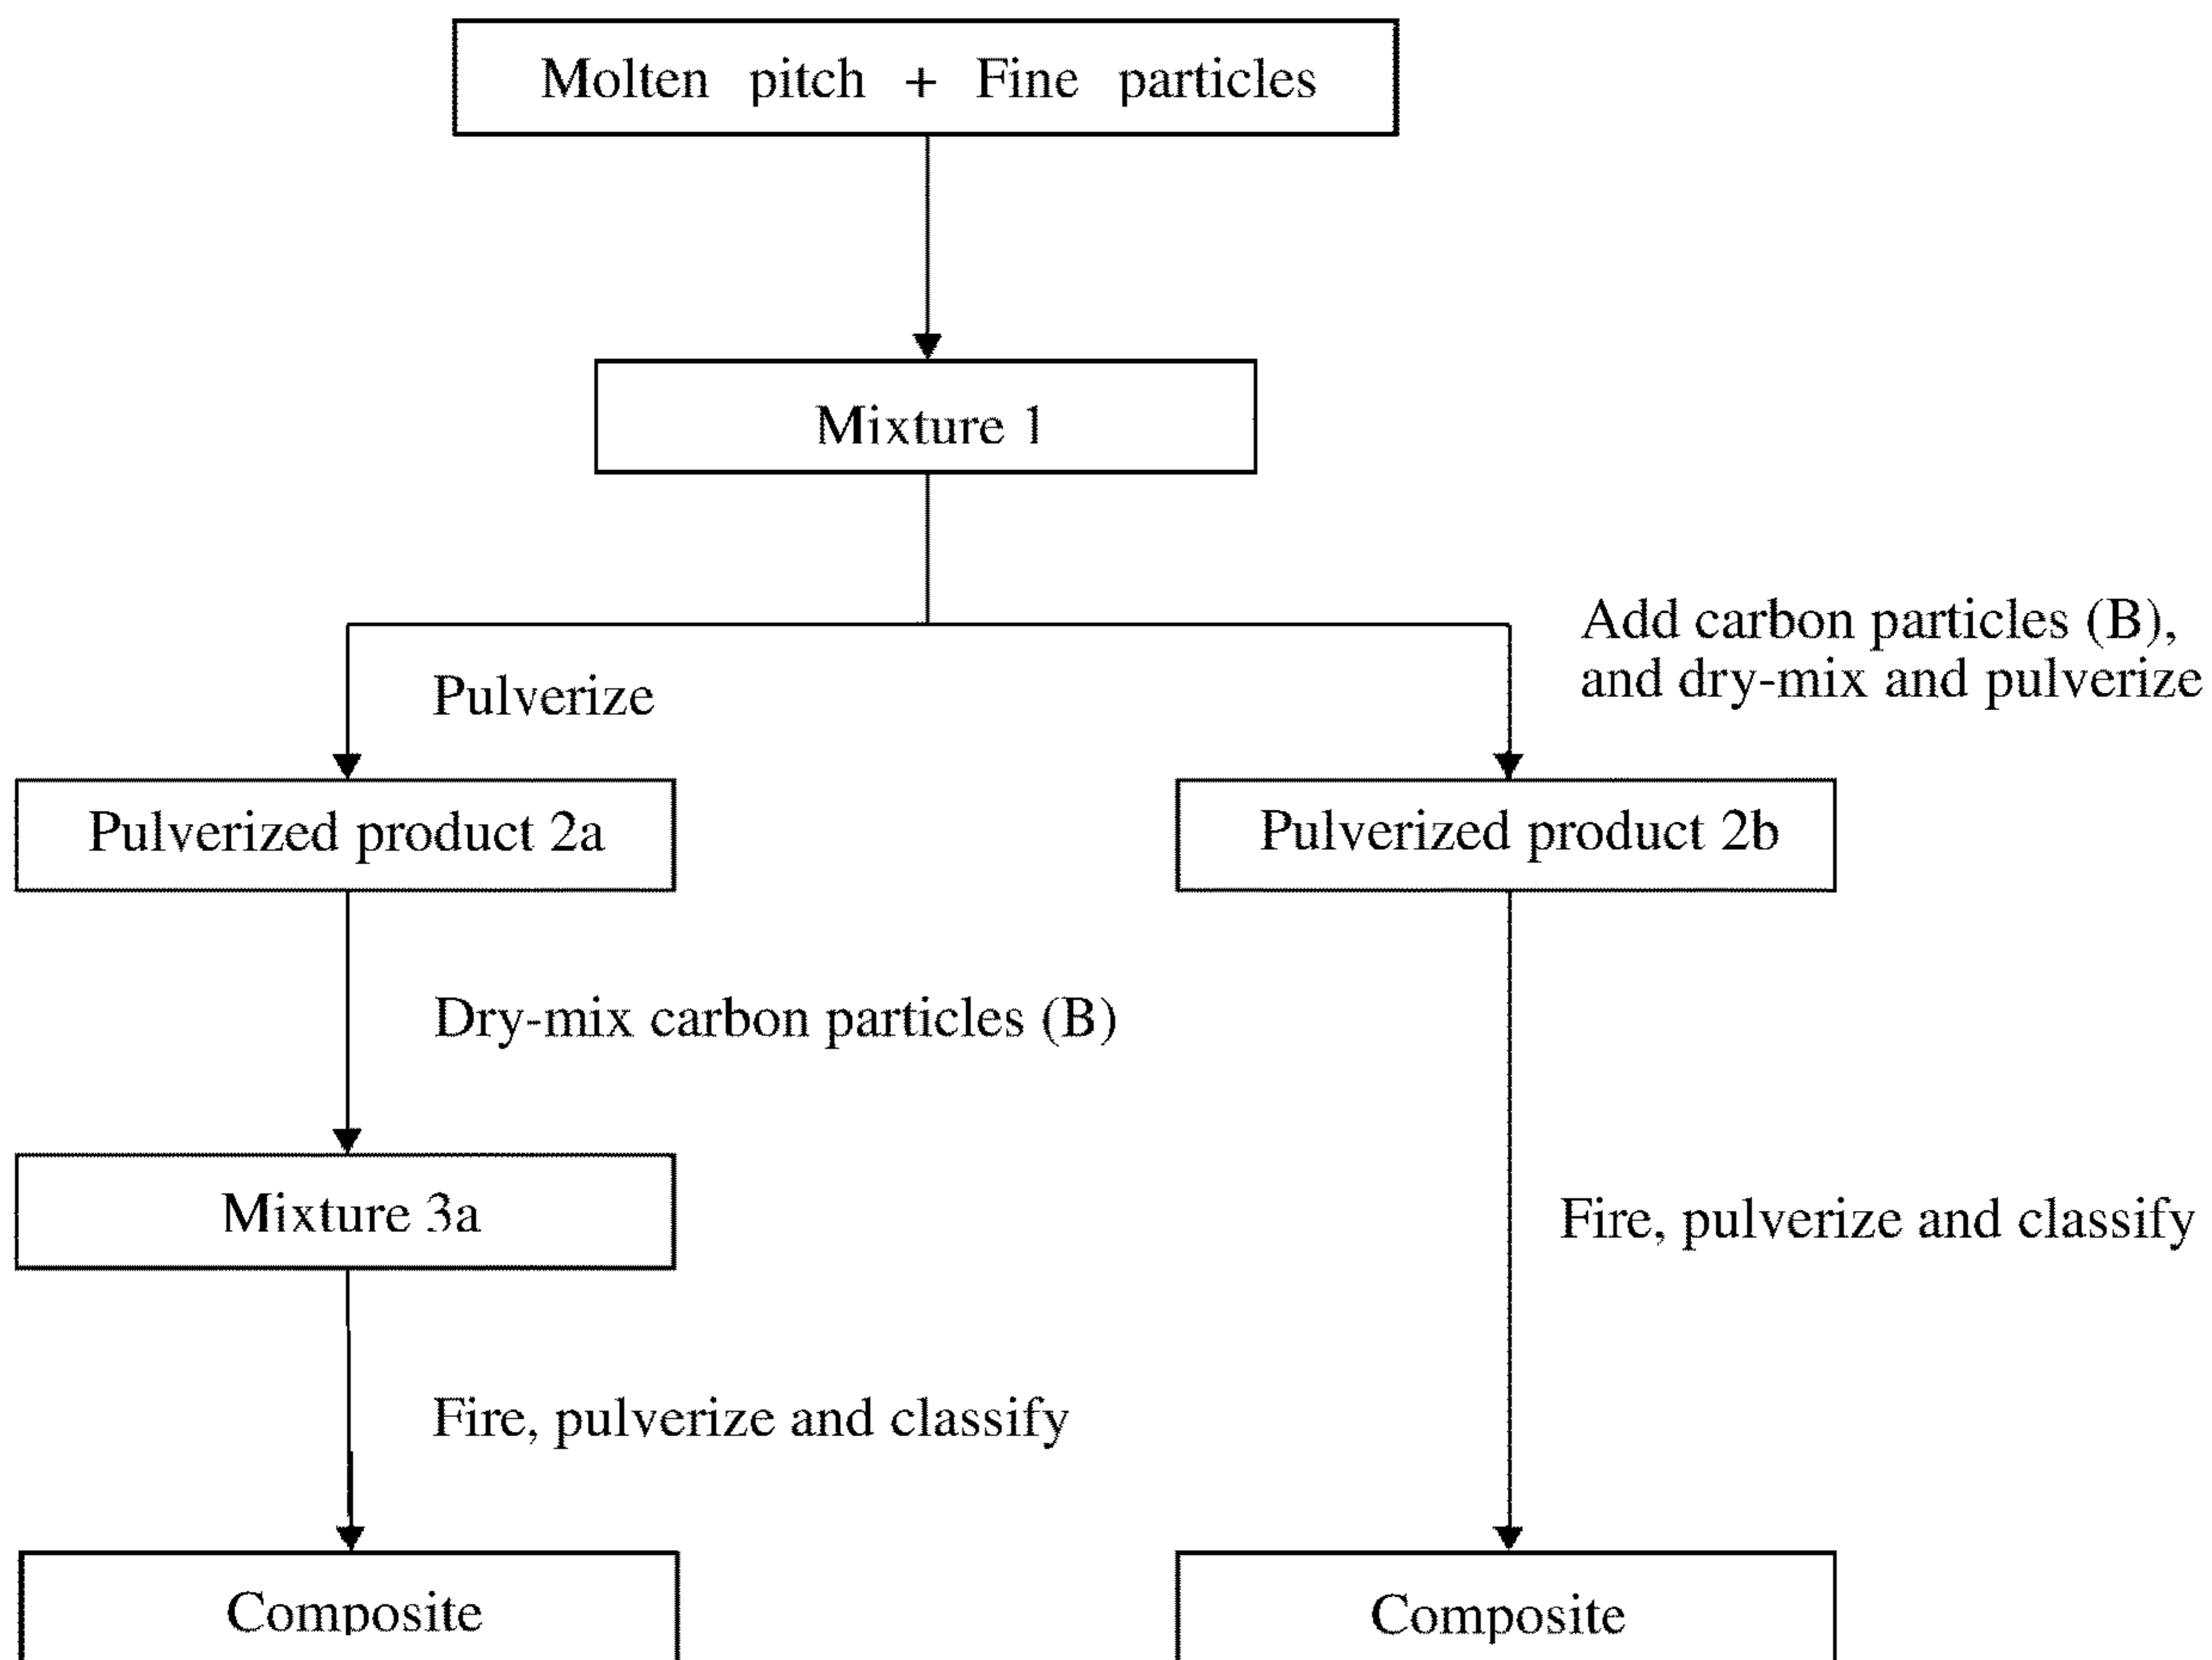 Molten pitch + Fine particles
Mixture 1
Add carbon particles (B),
and dry-mix and pulverize
Pulverize
Pulverized product 2a
Pulverized product 2b
Dry-mix carbon particles (B)
Mixture 3a
Fire, pulverize and classify
Fire, pulverize and classify
Composite
Composite